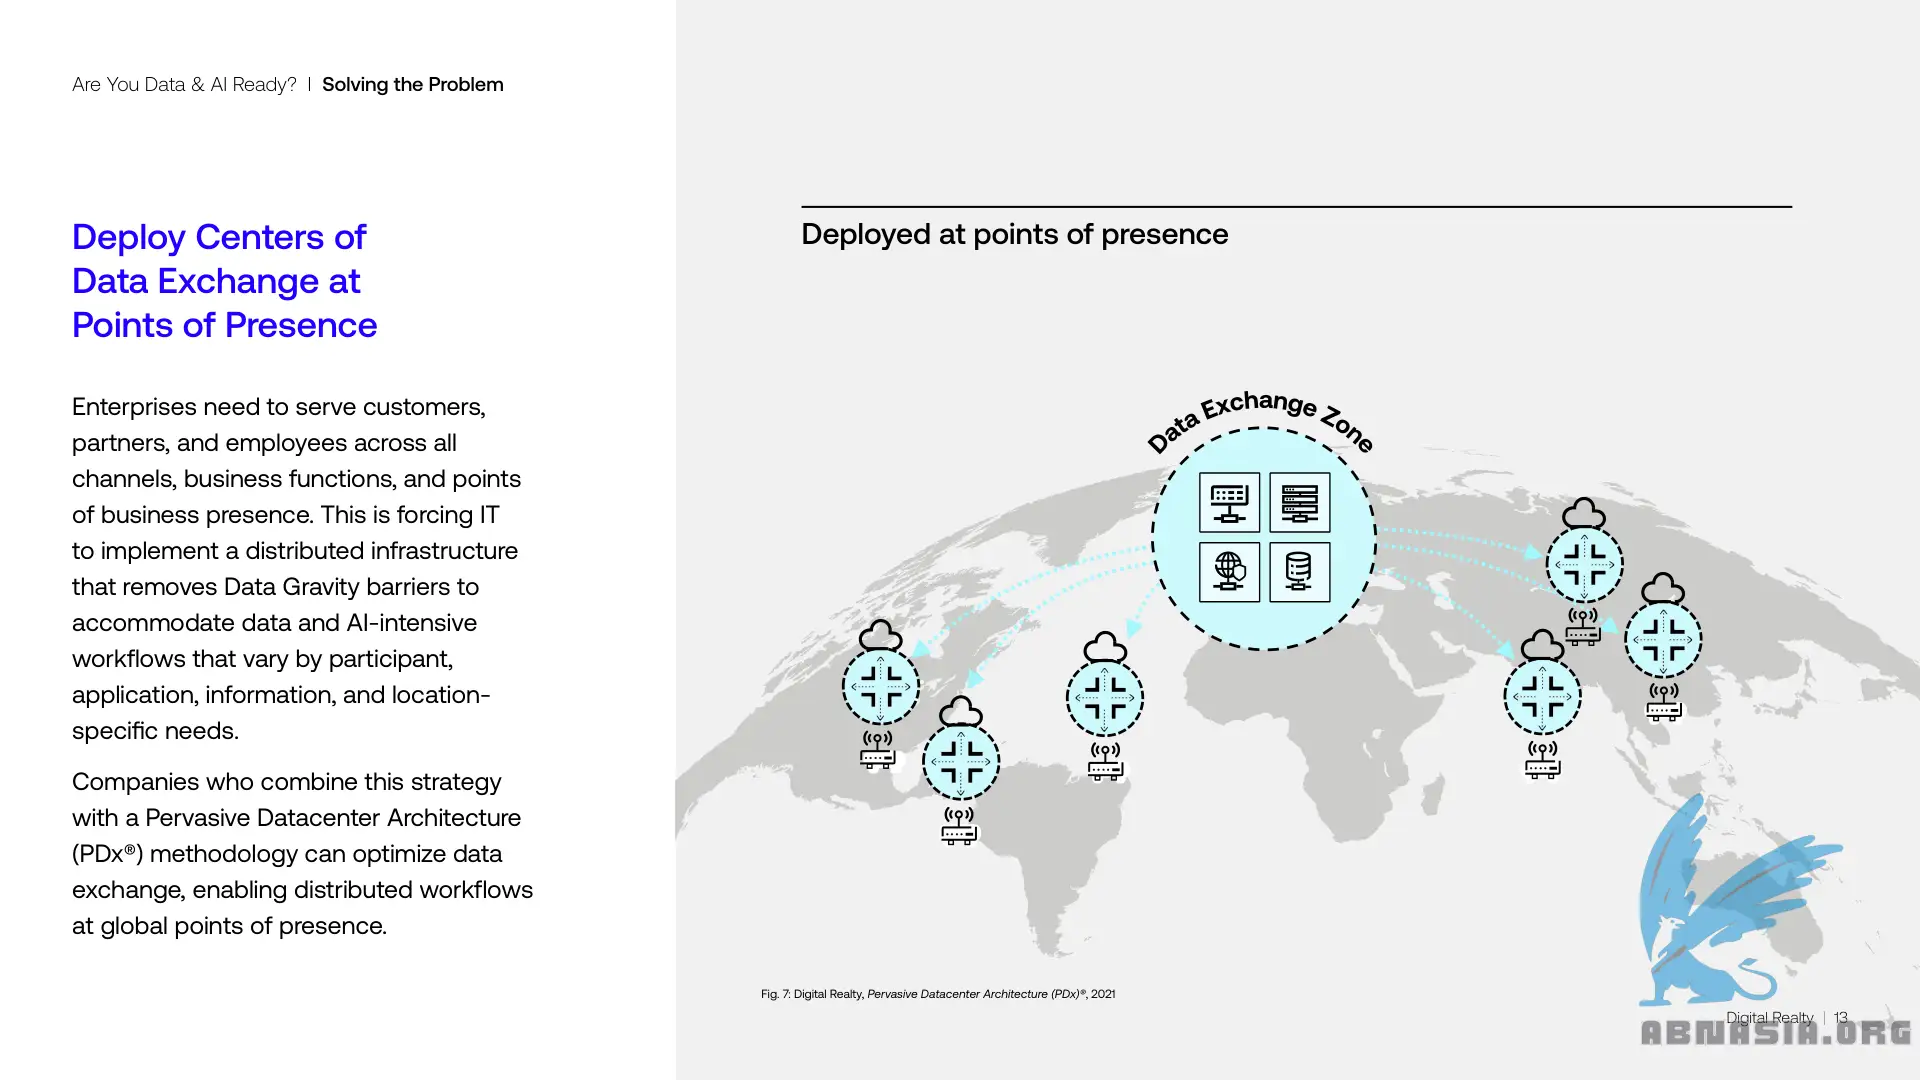 Are You Data & AI Ready? | Solving the Problem
Deploy Centers of
Data Exchange at
Points of Presence
Enterprises need to serve customers,
partners, and employees across all
channels, business functions, and points
of business presence. This is forcing IT
to implement a distributed infrastructure
that removes Data Gravity barriers to
accommodate data and AI-intensive
workflows that vary by participant,
application, information, and location-
specific needs.
Companies who combine this strategy
with a Pervasive Datacenter Architecture
(PDx®) methodology can optimize data
exchange, enabling distributed workflows
at global points of presence.
Deployed at points of presence
Data Exchange Zone
Fig. 7: Digital Realty, Pervasive Datacenter Architecture (PDx)®, 2021
Digital Realty | 13
ABNASIA.ORG